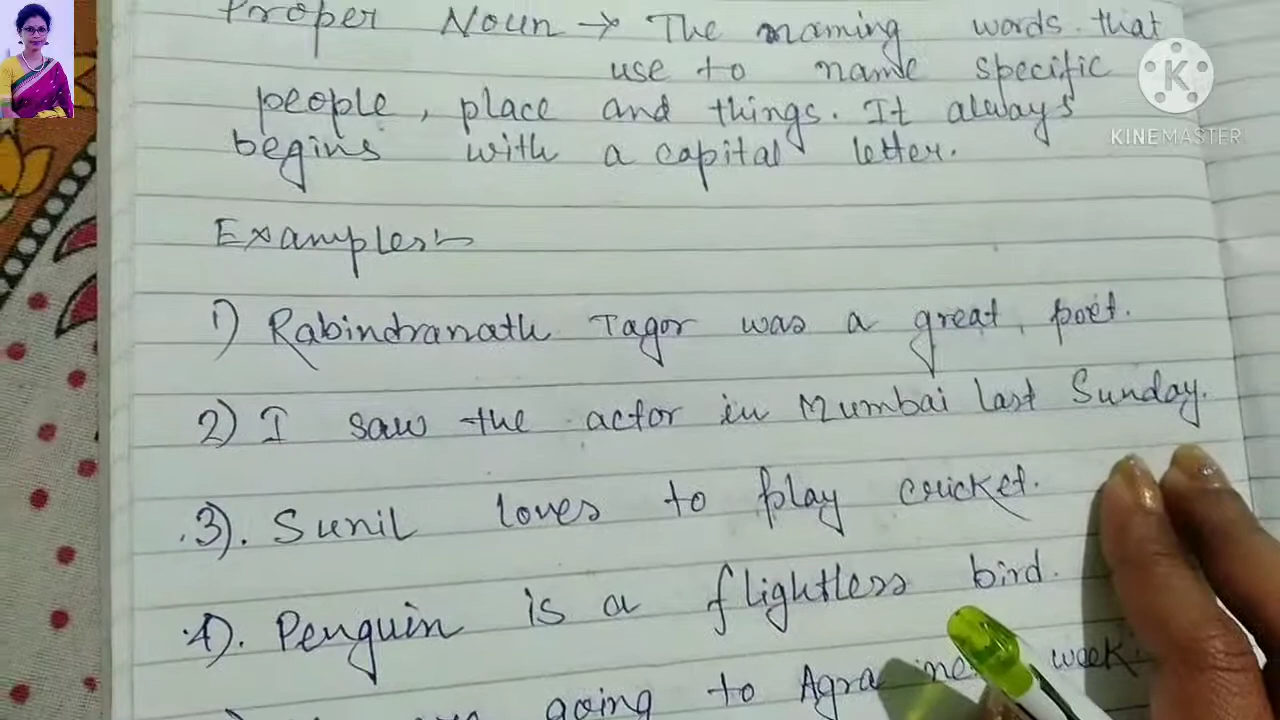 Proper Noun → The naming words that
use to name specific
people, place and things. It always
begins with a capital letter.
KINEMASTER
Examples:-
1) Rabindranath Tagor was a great poet.
2) I saw the actor in Mumbai last Sunday.
3). Sunil loves to play cricket.
4). Penguin is a flightless bird.
going to Agra week